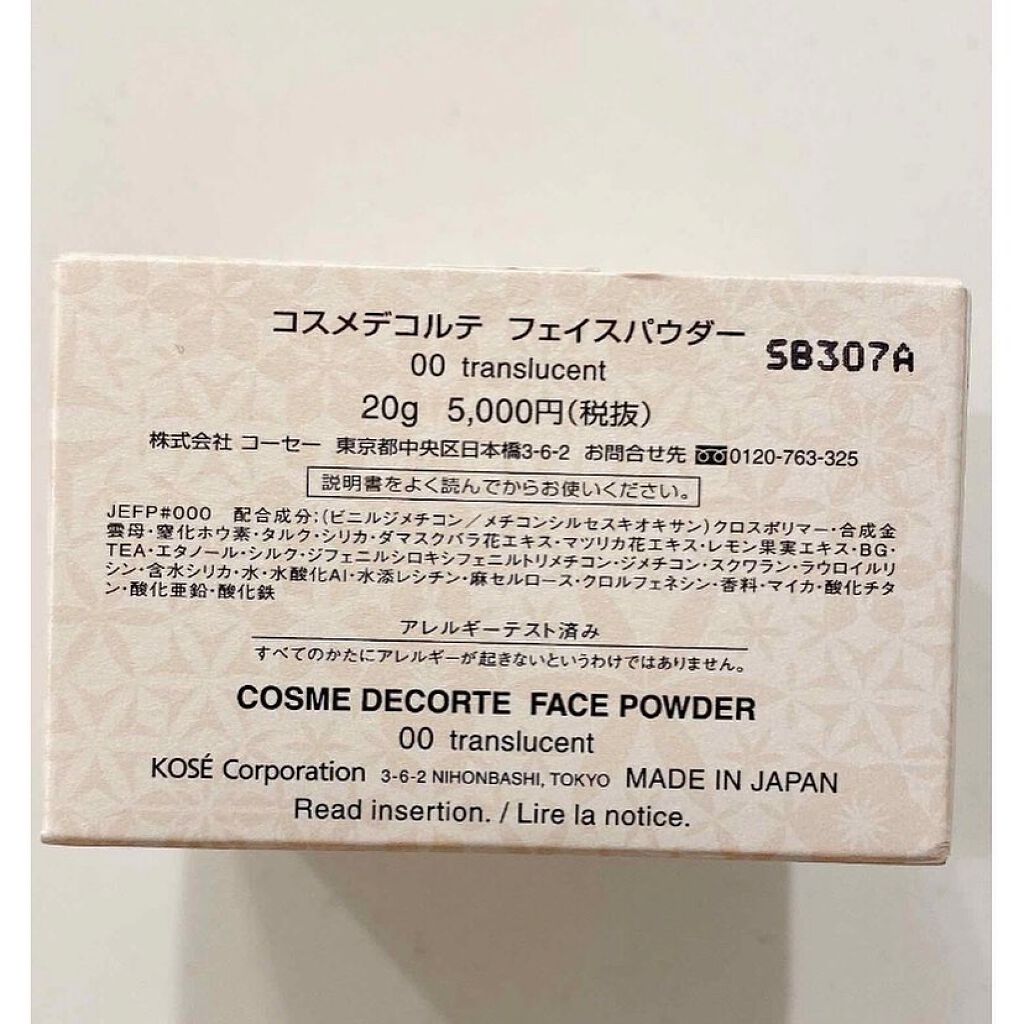 コスメデコルテ フェイスパウダー
SB307A
00 translucent
20g 5,000円(税抜)
株式会社 コーセー 東京都中央区日本橋3-6-2 お問合せ先 0120-763-325
説明書をよく読んでからお使いください。
JEFP#000 配合成分:(ビニルジメチコン／メチコンシルセスキオキサン)クロスポリマー・合成金
雲母・窒化ホウ素・タルク・シリカ・ダマスクバラ花エキス・マツリカ花エキス・レモン果実エキス・BG・
TEA・エタノール・シルク・ジフェニルシロキシフェニルトリメチコン・ジメチコン・スクワラン・ラウロイルリ
シン・含水シリカ・水・水酸化Al・水添レシチン・麻セルロース・クロルフェネシン・香料・マイカ・酸化チタ
ン・酸化亜鉛・酸化鉄
アレルギーテスト済み
すべてのかたにアレルギーが起きないというわけではありません。
COSME DECORTE FACE POWDER
00 translucent
KOSÉ Corporation 3-6-2 NIHONBASHI, TOKYO MADE IN JAPAN
Read insertion. / Lire la notice.